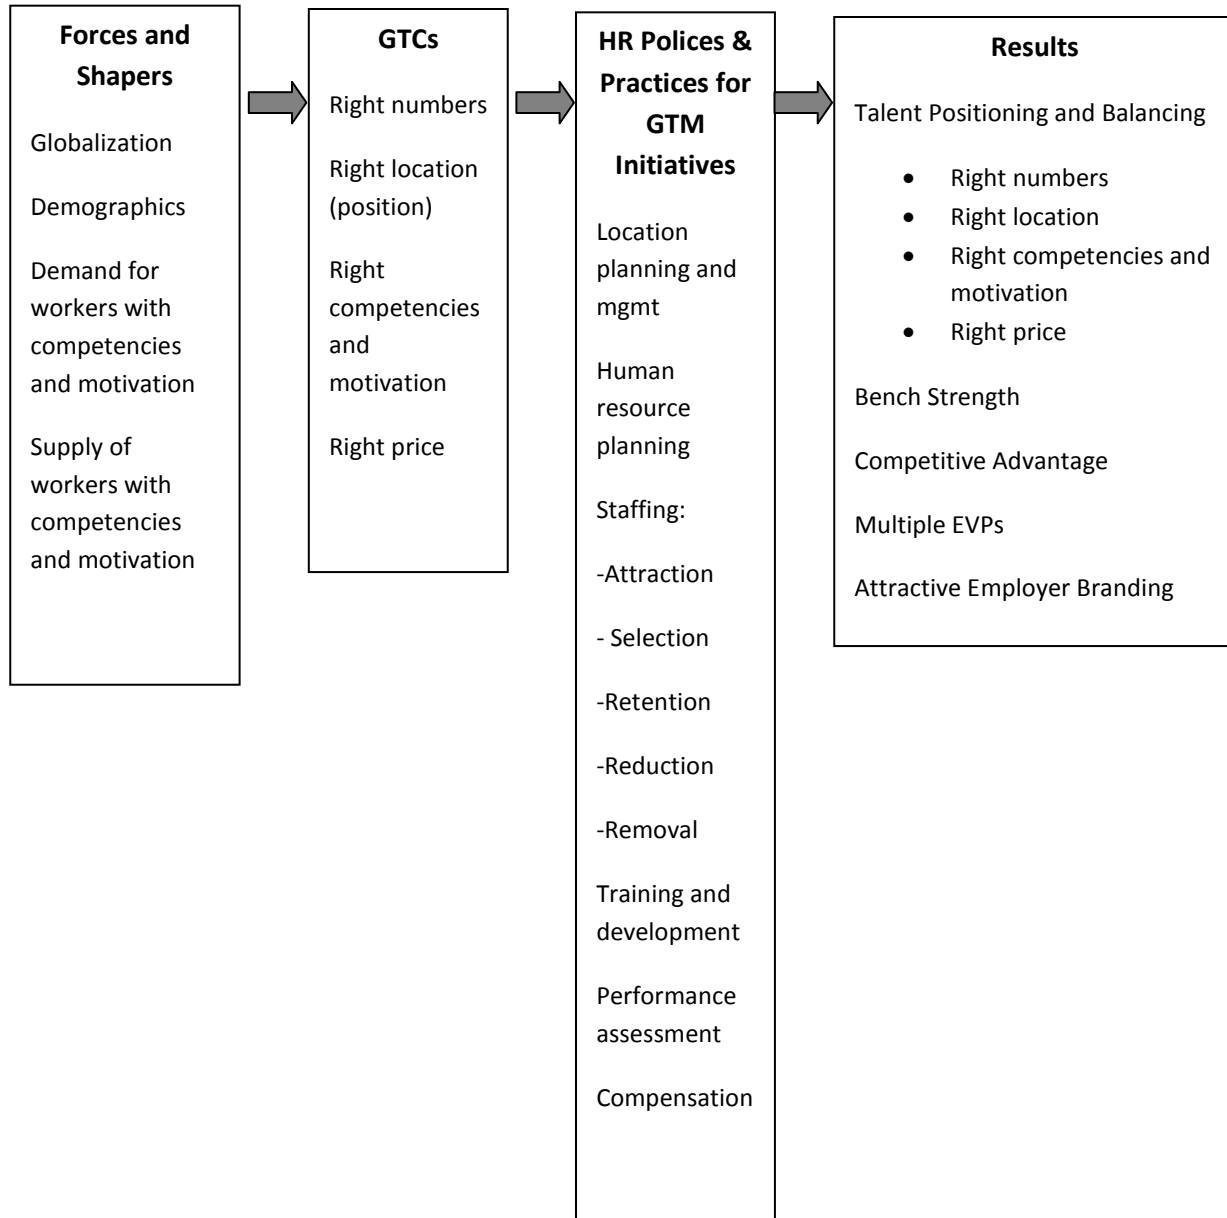 Forces and
Shapers
Globalization
Demographics
Demand for
workers with
competencies
and motivation
Supply of
workers with
competencies
and motivation
GTCs
Right numbers
Right location
(position)
Right
competencies
and
motivation
Right price
HR Polices &
Practices for
GTM
Initiatives
Location
planning and
mgmt
Human
resource
planning
Staffing:
-Attraction
- Selection
-Retention
-Reduction
-Removal
Training and
development
Performance
assessment
Compensation
Results
Talent Positioning and Balancing
• Right numbers
• Right location
• Right competencies and
motivation
• Right price
Bench Strength
Competitive Advantage
Multiple EVPs
Attractive Employer Branding